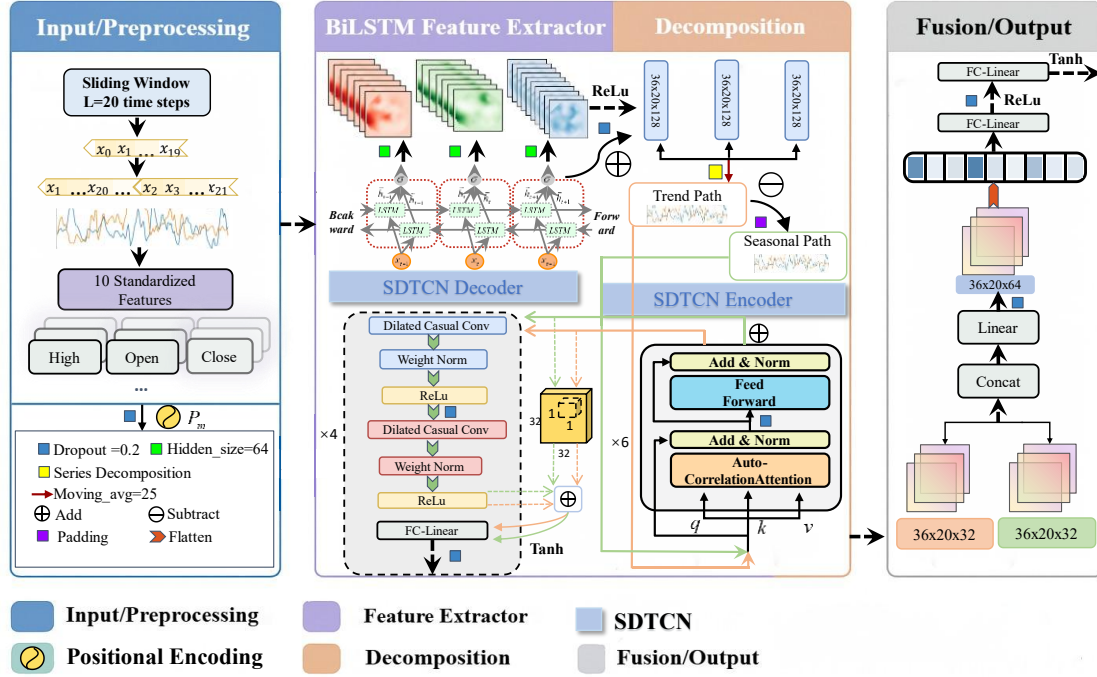 Input/Preprocessing
Sliding Window
L=20 time steps
x0 x1 ... x19
x1 ...x20 ... x2 x3 ... x21
10 Standardized
Features
High
Open
Close
...
Pm
Dropout =0.2
Hidden_size=64
Series Decomposition
Moving_avg=25
Add
Subtract
Padding
Flatten
BiLSTM Feature Extractor
Decomposition
ReLu
36x20x128
36x20x128
36x20x128
σ
σ
σ
Bcak
ward
LSTM
LSTM
LSTM
LSTM
LSTM
LSTM
Forw
ard
Trend Path
Seasonal Path
SDTCN Decoder
SDTCN Encoder
Dilated Casual Conv
Weight Norm
ReLu
Dilated Casual Conv
Weight Norm
ReLu
FC-Linear
×4
Tanh
32
1
1
1
32
×6
Add & Norm
Feed
Forward
Add & Norm
Auto-
CorrelationAttention
q
k
v
Fusion/Output
Tanh
FC-Linear
ReLu
FC-Linear
36x20x64
Linear
Concat
36x20x32
36x20x32
Input/Preprocessing
Feature Extractor
SDTCN
Positional Encoding
Decomposition
Fusion/Output